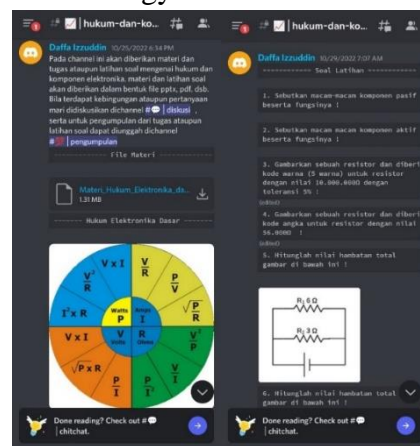 hukum-dan-ko...
Daffa Izzuddin 10/25/2022 6:34 PM
Pada channel ini akan diberikan materi dan
tugas ataupun latihan soal mengenai hukum dan
komponen elektronika. materi dan latihan soal
akan diberikan dalam bentuk file pptx, pdf, dsb.
Bila terdapat kebingungan ataupun pertanyaan
mari didiskusikan dichannel # | diskusi ,
serta untuk pengumpulan dari tugas ataupun
latihan soal dapat diunggah dichannel
# | pengumpulan
---------- File Materi ----------
Materi_Hukum_Elektronika_da...
1.31 MB
------- Hukum Elektronika Dasar -------
V x I
V²
R
I² x R
V x I
√P x R
P
I
V
R
P
V
√P
R
V²
P
P
I²
V
I
Watts
P
Amps
I
V
Volts
R
Ohms
Done reading? Check out #
| chitchat.
hukum-dan-ko...
Daffa Izzuddin 10/29/2022 7:07 AM
------------ Soal Latihan ------------
1. Sebutkan macam-macam komponen pasif
beserta fungsinya !
2. Sebutkan macam-macam komponen aktif
beserta fungsinya !
3. Gambarkan sebuah resistor dan diberi
kode warna (5 warna) untuk resistor
dengan nilai 10.000.000Ω dengan
toleransi 5% !
(edited)
4. Gambarkan sebuah resistor dan diberi
kode angka untuk resistor dengan nilai
56.000Ω !
(edited)
5. Hitunglah nilai hambatan total
gambar di bawah ini !
R₁ 6 Ω
R₂ 3 Ω
6. Hitunglah nilai hambatan total
gambar di bawah ini !
Done reading? Check out #
| chitchat.